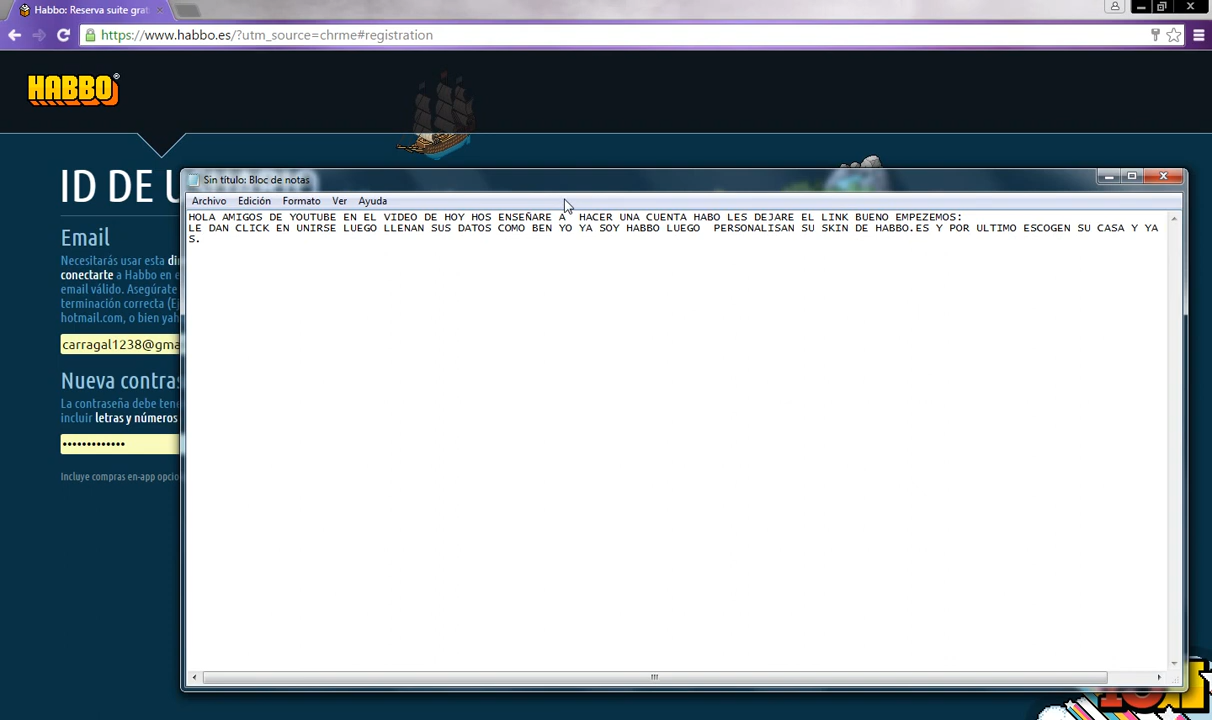 Habbo: Reserva suite grat
https://www.habbo.es/?utm_source=chrme#registration
HABBO
ID DE U
Email
Necesitarás usar esta
conectarte a Habbo en
email válido. Asegúrate
terminación correcta
hotmail.com, o bien
carragal1238@gma
Nueva contras
La contraseña debe
incluir letras y números
•••••••••••••
Incluye compras en-app
Sin título: Bloc de notas
Archivo Edición Formato Ver Ayuda
HOLA AMIGOS DE YOUTUBE EN EL VIDEO DE HOY HOS ENSEÑARE A HACER UNA CUENTA HABO LES DEJARE EL LINK BUENO EMPEZEMOS:
LE DAN CLICK EN UNIRSE LUEGO LLENAN SUS DATOS COMO BEN YO YA SOY HABBO LUEGO PERSONALISAN SU SKIN DE HABBO.ES Y POR ULTIMO ESCOGEN SU CASA Y YA
S.